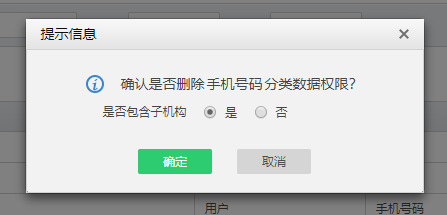 提示信息
确认是否删除手机号码分类数据权限?
是否包含子机构 是 否
确定 取消
用户 手机号码